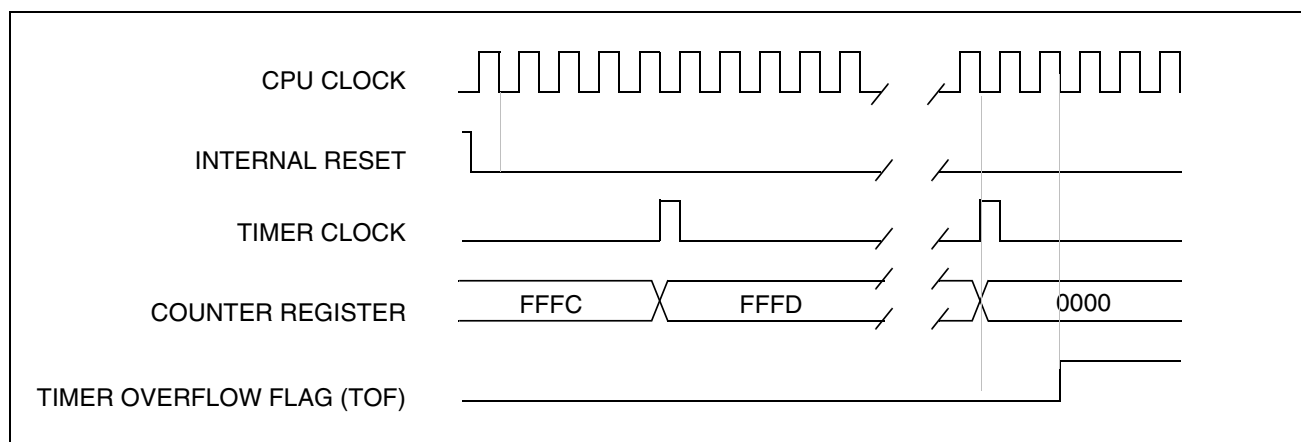 CPU CLOCK
INTERNAL RESET
TIMER CLOCK
COUNTER REGISTER
FFFC
FFFD
0000
TIMER OVERFLOW FLAG (TOF)